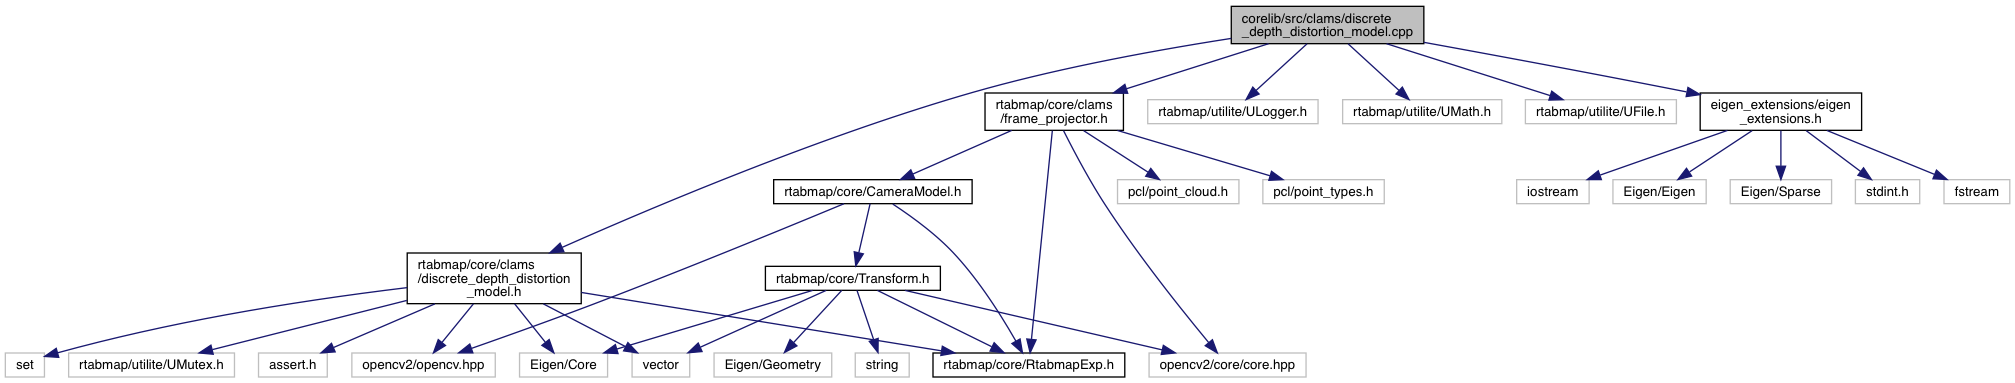 corelib/src/clams/discrete
_depth_distortion_model.cpp
rtabmap/core/clams
/frame_projector.h
rtabmap/utilite/ULogger.h
rtabmap/utilite/UMath.h
rtabmap/utilite/UFile.h
eigen_extensions/eigen
_extensions.h
rtabmap/core/CameraModel.h
pcl/point_cloud.h
pcl/point_types.h
iostream
Eigen/Eigen
Eigen/Sparse
stdint.h
fstream
rtabmap/core/clams
/discrete_depth_distortion
_model.h
rtabmap/core/Transform.h
set
rtabmap/utilite/UMutex.h
assert.h
opencv2/opencv.hpp
Eigen/Core
vector
Eigen/Geometry
string
rtabmap/core/RtabmapExp.h
opencv2/core/core.hpp